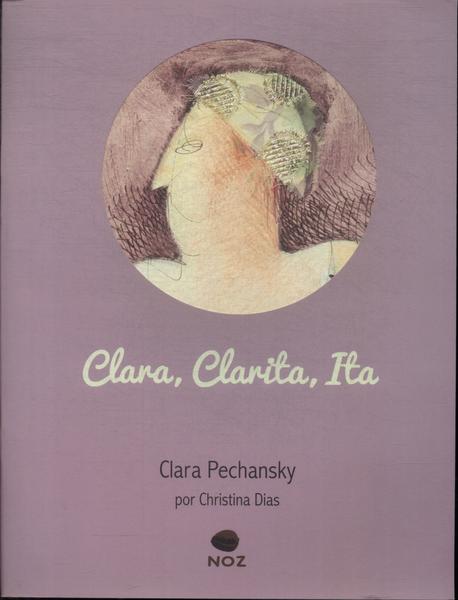 Clara, Clarita, Ita
Clara Pechansky
por Christina Dias
NOZ